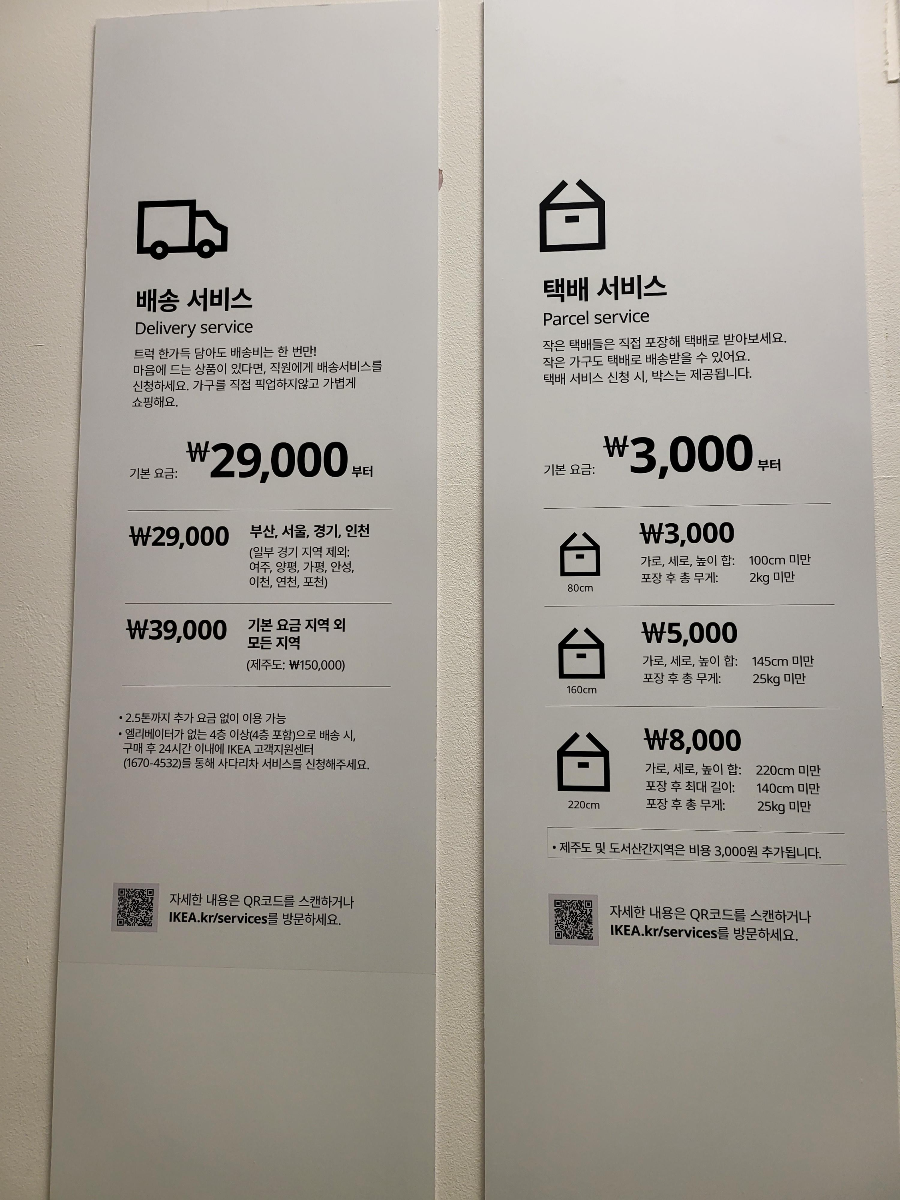 배송 서비스
Delivery service
트럭 한가득 담아도 배송비는 한 번만!
마음에 드는 상품이 있다면, 직원에게 배송서비스를
신청하세요. 가구를 직접 픽업하지않고 가볍게
쇼핑해요.
기본 요금: ₩29,000 부터
₩29,000 부산, 서울, 경기, 인천
(일부 경기 지역 제외:
여주, 양평, 가평, 안성,
이천, 연천, 포천)
₩39,000 기본 요금 지역 외
모든 지역
(제주도: ₩150,000)
• 2.5톤까지 추가 요금 없이 이용 가능
• 엘리베이터가 없는 4층 이상(4층 포함)으로 배송 시,
구매 후 24시간 이내에 IKEA 고객지원센터
(1670-4532)를 통해 사다리차 서비스를 신청해주세요.
자세한 내용은 QR코드를 스캔하거나
IKEA.kr/services를 방문하세요.
택배 서비스
Parcel service
작은 택배들은 직접 포장해 택배로 받아보세요.
작은 가구도 택배로 배송받을 수 있어요.
택배 서비스 신청 시, 박스는 제공됩니다.
기본 요금: ₩3,000 부터
₩3,000
가로, 세로, 높이 합: 100cm 미만
포장 후 총 무게: 2kg 미만
80cm
₩5,000
가로, 세로, 높이 합: 145cm 미만
포장 후 총 무게: 25kg 미만
160cm
₩8,000
가로, 세로, 높이 합: 220cm 미만
포장 후 최대 길이: 140cm 미만
포장 후 총 무게: 25kg 미만
220cm
• 제주도 및 도서산간지역은 비용 3,000원 추가됩니다.
자세한 내용은 QR코드를 스캔하거나
IKEA.kr/services를 방문하세요.